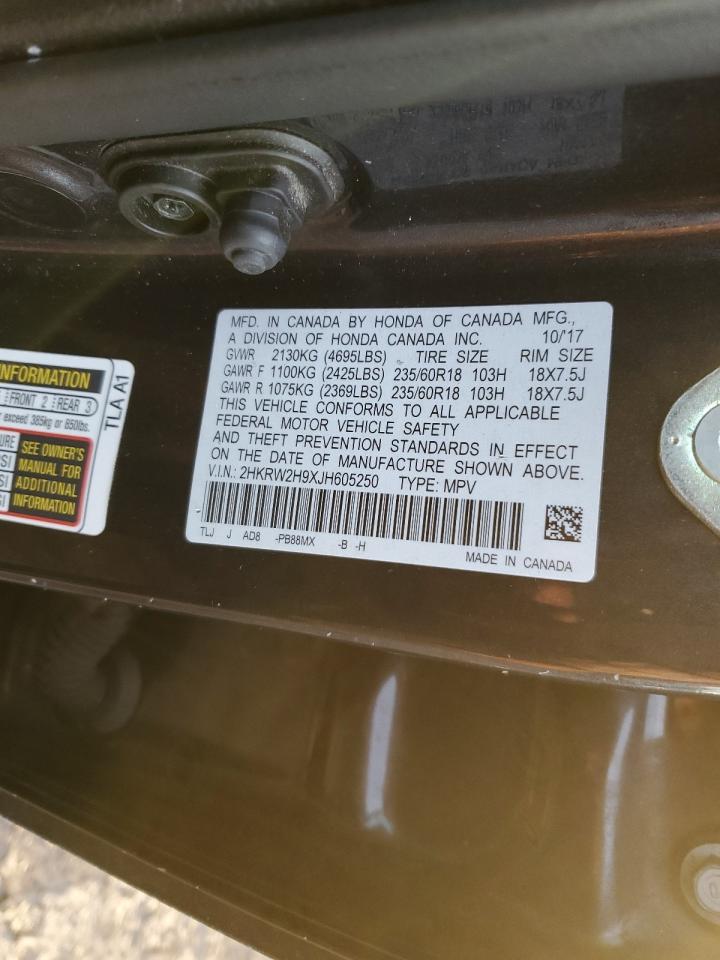 MFD. IN CANADA BY HONDA OF CANADA MFG.,
A DIVISION OF HONDA CANADA INC. 10/'17
GVWR 2130KG (4695LBS) TIRE SIZE RIM SIZE
GAWR F 1100KG (2425LBS) 235/60R18 103H 18X7.5J
GAWR R 1075KG (2369LBS) 235/60R18 103H 18X7.5J
THIS VEHICLE CONFORMS TO ALL APPLICABLE
FEDERAL MOTOR VEHICLE SAFETY
AND THEFT PREVENTION STANDARDS IN EFFECT
ON THE DATE OF MANUFACTURE SHOWN ABOVE.
V.I.N.: 2HKRW2H9XJH605250 TYPE: MPV
TLJ J AD8 -PB88MX -B -H
MADE IN CANADA
INFORMATION
FRONT 2 REAR 3
exceed 385kg or 850lbs.
TLA A1
SEE OWNER'S
MANUAL FOR
ADDITIONAL
INFORMATION